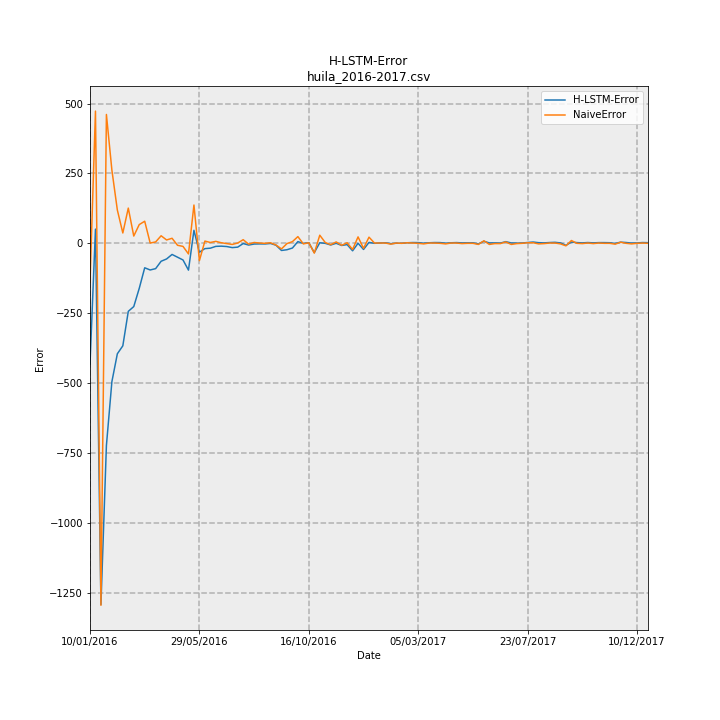 H-LSTM-Error
huila_2016-2017.csv
H-LSTM-Error
NaiveError
500
250
0
−250
−500
−750
−1000
−1250
Error
10/01/2016 29/05/2016 16/10/2016 05/03/2017 23/07/2017 10/12/2017
Date